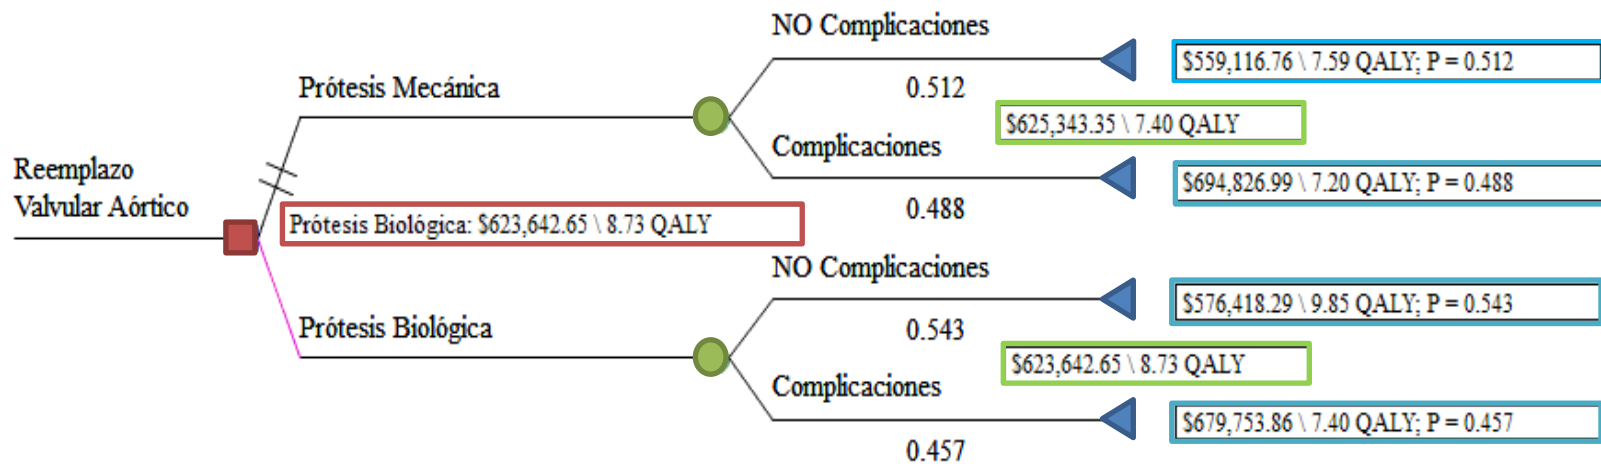 NO Complicaciones
$559,116.76 \ 7.59 QALY; P = 0.512
Prótesis Mecánica
0.512
$625,343.35 \ 7.40 QALY
Complicaciones
$694,826.99 \ 7.20 QALY; P = 0.488
0.488
Reemplazo
Valvular Aórtico
Prótesis Biológica: $623,642.65 \ 8.73 QALY
NO Complicaciones
$576,418.29 \ 9.85 QALY; P = 0.543
Prótesis Biológica
0.543
$623,642.65 \ 8.73 QALY
Complicaciones
$679,753.86 \ 7.40 QALY; P = 0.457
0.457